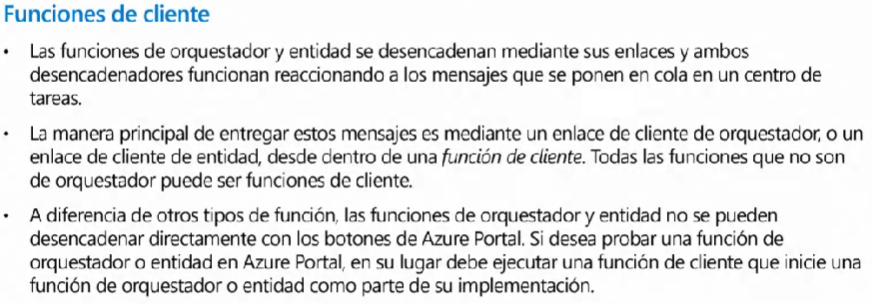 Funciones de cliente
• Las funciones de orquestador y entidad se desencadenan mediante sus enlaces y ambos
desencadenadores funcionan reaccionando a los mensajes que se ponen en cola en un centro de
tareas.
• La manera principal de entregar estos mensajes es mediante un enlace de cliente de orquestador, o un
enlace de cliente de entidad, desde dentro de una función de cliente. Todas las funciones que no son
de orquestador puede ser funciones de cliente.
• A diferencia de otros tipos de función, las funciones de orquestador y entidad no se pueden
desencadenar directamente con los botones de Azure Portal. Si desea probar una función de
orquestador o entidad en Azure Portal, en su lugar debe ejecutar una función de cliente que inicie una
función de orquestador o entidad como parte de su implementación.